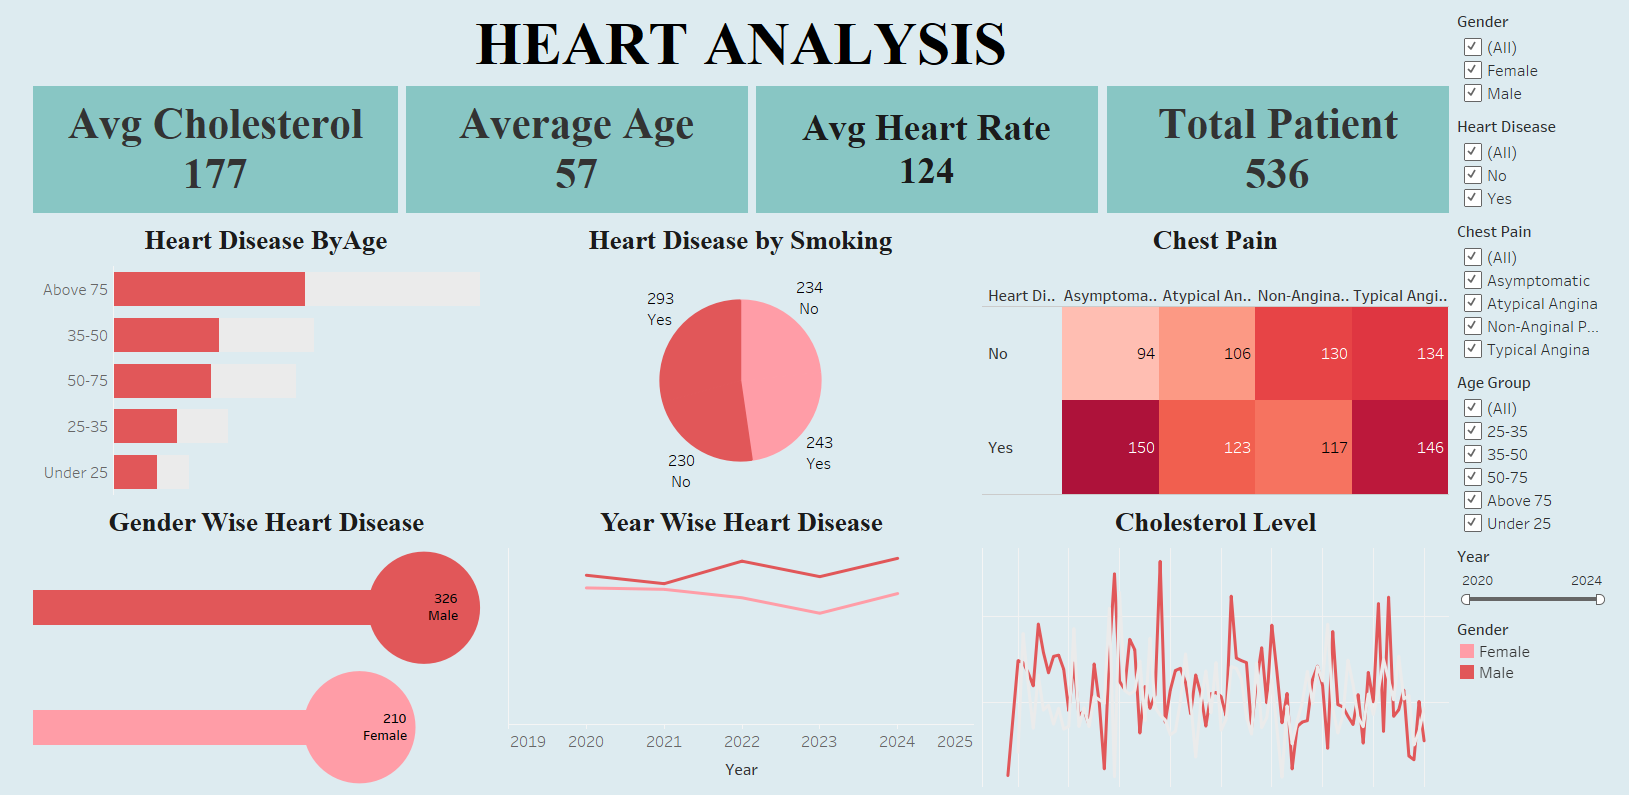 HEART ANALYSIS
Avg Cholesterol
177
Average Age
57
Avg Heart Rate
124
Total Patient
536
Heart Disease ByAge
Above 75
35-50
50-75
25-35
Under 25
Heart Disease by Smoking
293
Yes
234
No
230
No
243
Yes
Chest Pain
Heart Di.. Asymptoma.. Atypical An.. Non-Angina.. Typical Angi..
No 94 106 130 134
Yes 150 123 117 146
Gender Wise Heart Disease
326
Male
210
Female
Year Wise Heart Disease
2019 2020 2021 2022 2023 2024 2025
Year
Cholesterol Level
Gender
(All)
Female
Male
Heart Disease
(All)
No
Yes
Chest Pain
(All)
Asymptomatic
Atypical Angina
Non-Anginal P...
Typical Angina
Age Group
(All)
25-35
35-50
50-75
Above 75
Under 25
Year
2020 2024
Gender
Female
Male